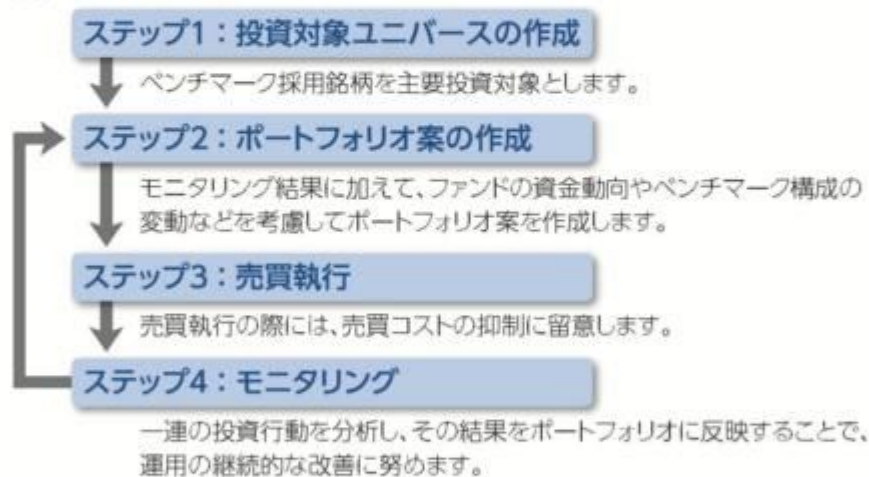 ステップ1：投資対象ユニバースの作成
ベンチマーク採用銘柄を主要投資対象とします。
ステップ2：ポートフォリオ案の作成
モニタリング結果に加えて、ファンドの資金動向やベンチマーク構成の
変動などを考慮してポートフォリオ案を作成します。
ステップ3：売買執行
売買執行の際には、売買コストの抑制に留意します。
ステップ4：モニタリング
一連の投資行動を分析し、その結果をポートフォリオに反映することで、
運用の継続的な改善に努めます。